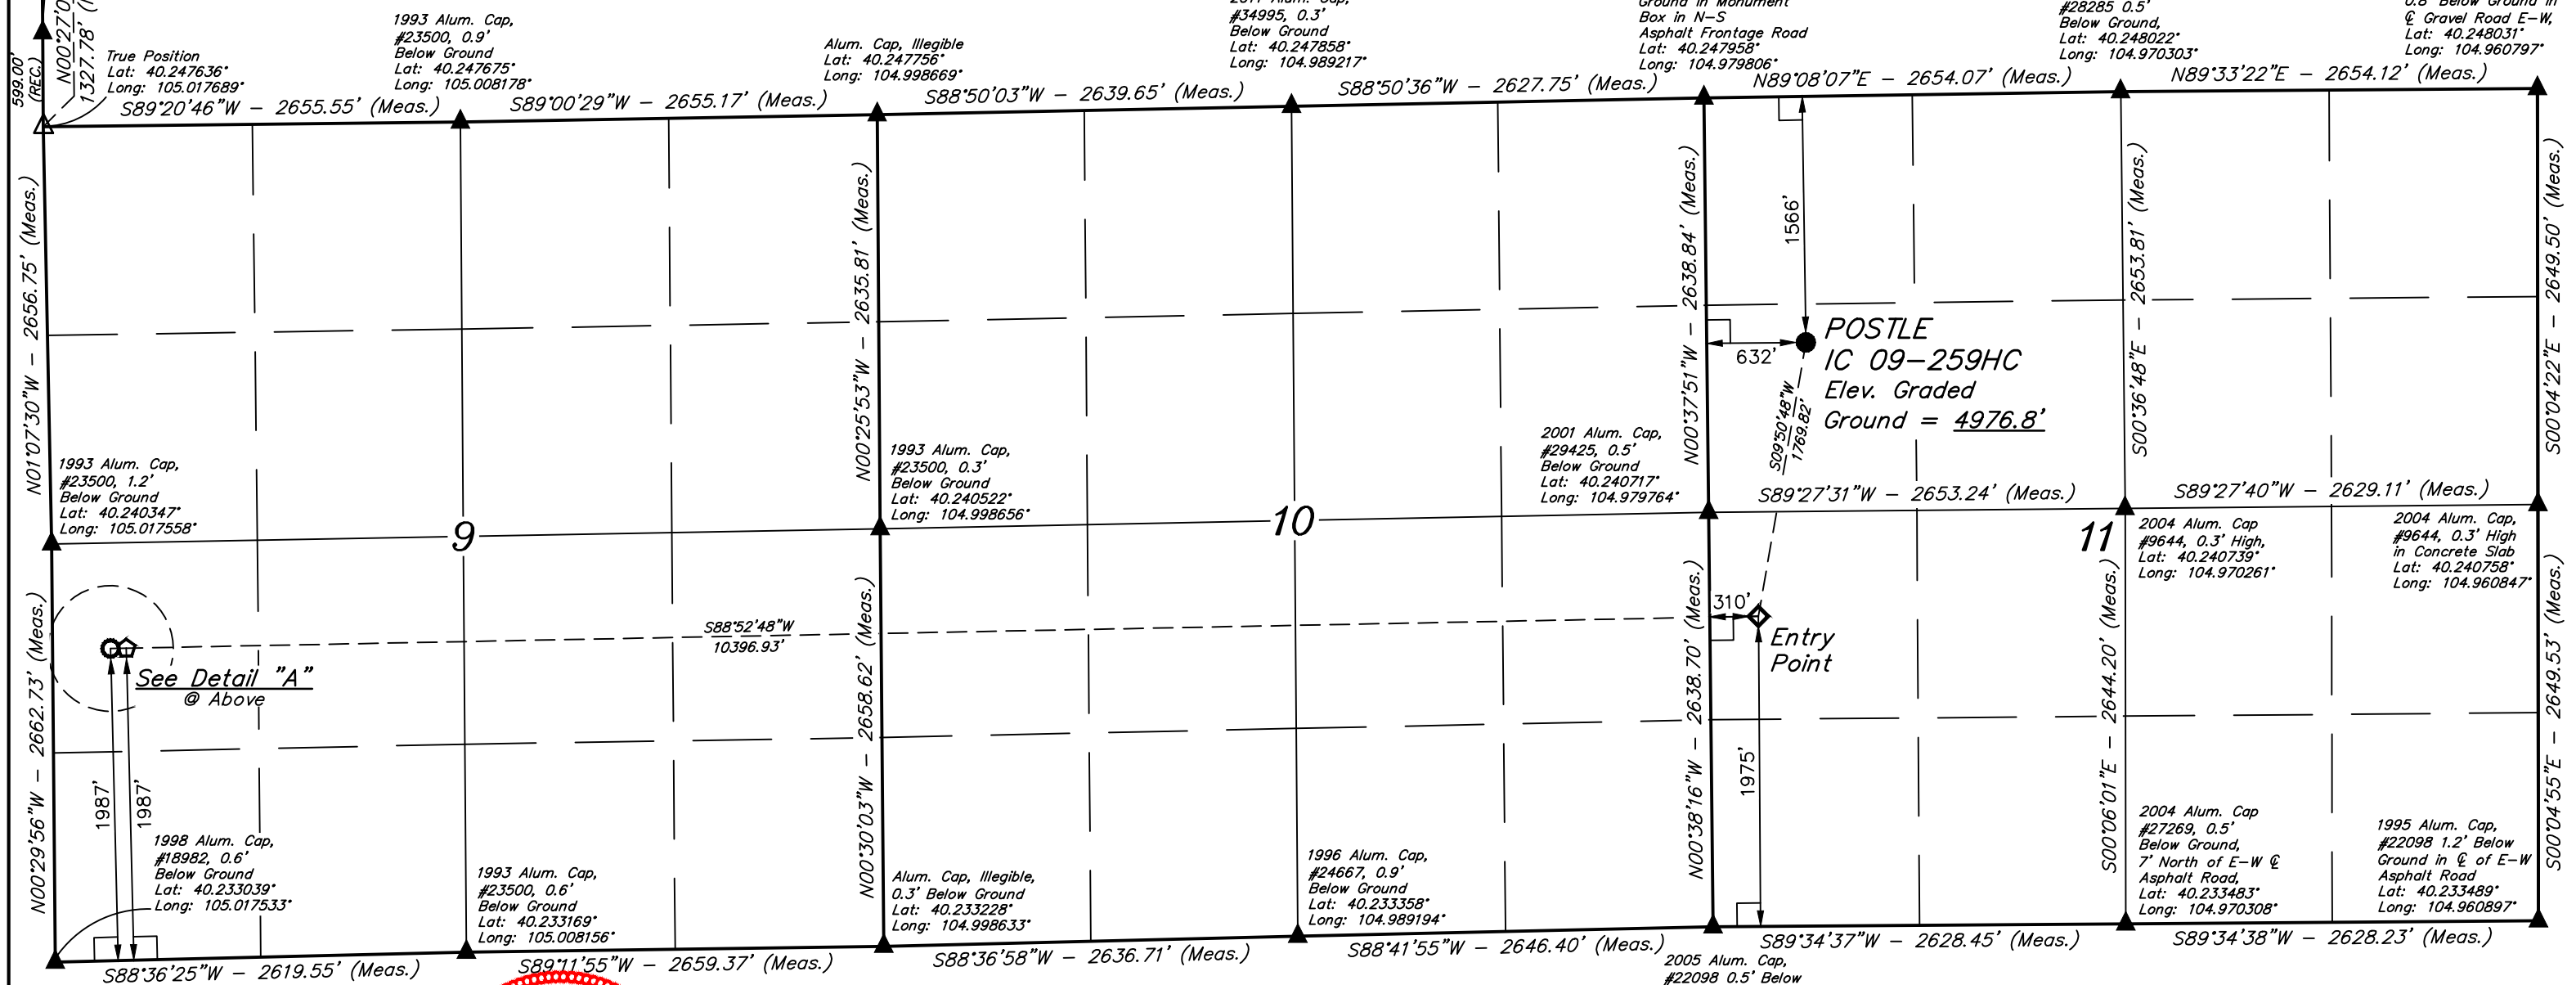 599.00'
(REC.)
N00°27'0
1327.78'
True Position
Lat: 40.247636°
Long: 105.017689°
1993 Alum. Cap,
#23500, 0.9'
Below Ground
Lat: 40.247675°
Long: 105.008178°
Alum. Cap, Illegible
Lat: 40.247756°
Long: 104.998669°
#34995, 0.3'
Below Ground
Lat: 40.247858°
Long: 104.989217°
Ground in Monument
Box in N-S
Asphalt Frontage Road
Lat: 40.247958°
Long: 104.979806°
#28285 0.5'
Below Ground,
Lat: 40.248022°
Long: 104.970303°
0.8' Below Ground in
℄ Gravel Road E-W,
Lat: 40.248031°
Long: 104.960797°
S89°20'46"W - 2655.55' (Meas.)
S89°00'29"W - 2655.17' (Meas.)
S88°50'03"W - 2639.65' (Meas.)
S88°50'36"W - 2627.75' (Meas.)
N89°08'07"E - 2654.07' (Meas.)
N89°33'22"E - 2654.12' (Meas.)
N01°07'30"W - 2656.75' (Meas.)
N00°25'53"W - 2635.81' (Meas.)
N00°37'51"W - 2638.84' (Meas.)
1566'
632'
POSTLE
IC 09-259HC
Elev. Graded
Ground = 4976.8'
S09°50'48"W
1769.82'
S00°36'48"E - 2653.81' (Meas.)
S00°04'22"E - 2649.50' (Meas.)
1993 Alum. Cap,
#23500, 1.2'
Below Ground
Lat: 40.240347°
Long: 105.017558°
1993 Alum. Cap,
#23500, 0.3'
Below Ground
Lat: 40.240522°
Long: 104.998656°
2001 Alum. Cap,
#29425, 0.5'
Below Ground
Lat: 40.240717°
Long: 104.979764°
S89°27'31"W - 2653.24' (Meas.)
S89°27'40"W - 2629.11' (Meas.)
9
10
11
2004 Alum. Cap
#9644, 0.3' High,
Lat: 40.240739°
Long: 104.970261°
2004 Alum. Cap,
#9644, 0.3' High
in Concrete Slab
Lat: 40.240758°
Long: 104.960847°
N00°29'56"W - 2662.73' (Meas.)
See Detail "A"
@ Above
S88°52'48"W
10396.93'
N00°30'03"W - 2658.62' (Meas.)
N00°38'16"W - 2638.70' (Meas.)
310'
Entry
Point
1975'
S00°06'01"E - 2644.20' (Meas.)
S00°04'55"E - 2649.53' (Meas.)
1987'
1987'
1998 Alum. Cap,
#18982, 0.6'
Below Ground
Lat: 40.233039°
Long: 105.017533°
1993 Alum. Cap,
#23500, 0.6'
Below Ground
Lat: 40.233169°
Long: 105.008156°
Alum. Cap, Illegible,
0.3' Below Ground
Lat: 40.233228°
Long: 104.998633°
1996 Alum. Cap,
#24667, 0.9'
Below Ground
Lat: 40.233358°
Long: 104.989194°
2004 Alum. Cap
#27269, 0.5'
Below Ground,
7' North of E-W ℄
Asphalt Road,
Lat: 40.233483°
Long: 104.970308°
1995 Alum. Cap,
#22098 1.2' Below
Ground in ℄ of E-W
Asphalt Road
Lat: 40.233489°
Long: 104.960897°
S88°36'25"W - 2619.55' (Meas.)
S89°11'55"W - 2659.37' (Meas.)
S88°36'58"W - 2636.71' (Meas.)
S88°41'55"W - 2646.40' (Meas.)
S89°34'37"W - 2628.45' (Meas.)
S89°34'38"W - 2628.23' (Meas.)
2005 Alum. Cap,
#22098 0.5' Below